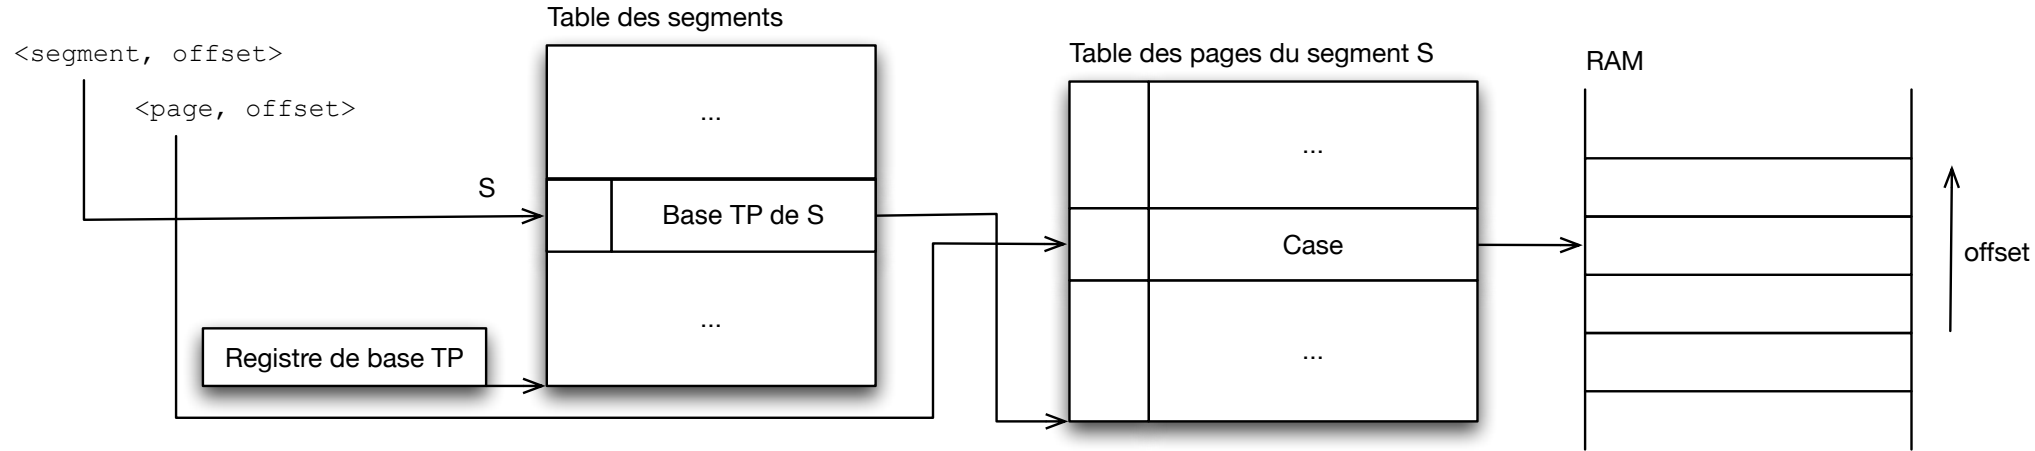 Table des segments
<segment, offset>
<page, offset>
Table des pages du segment S
RAM
...
...
S
Base TP de S
Case
offset
...
...
Registre de base TP